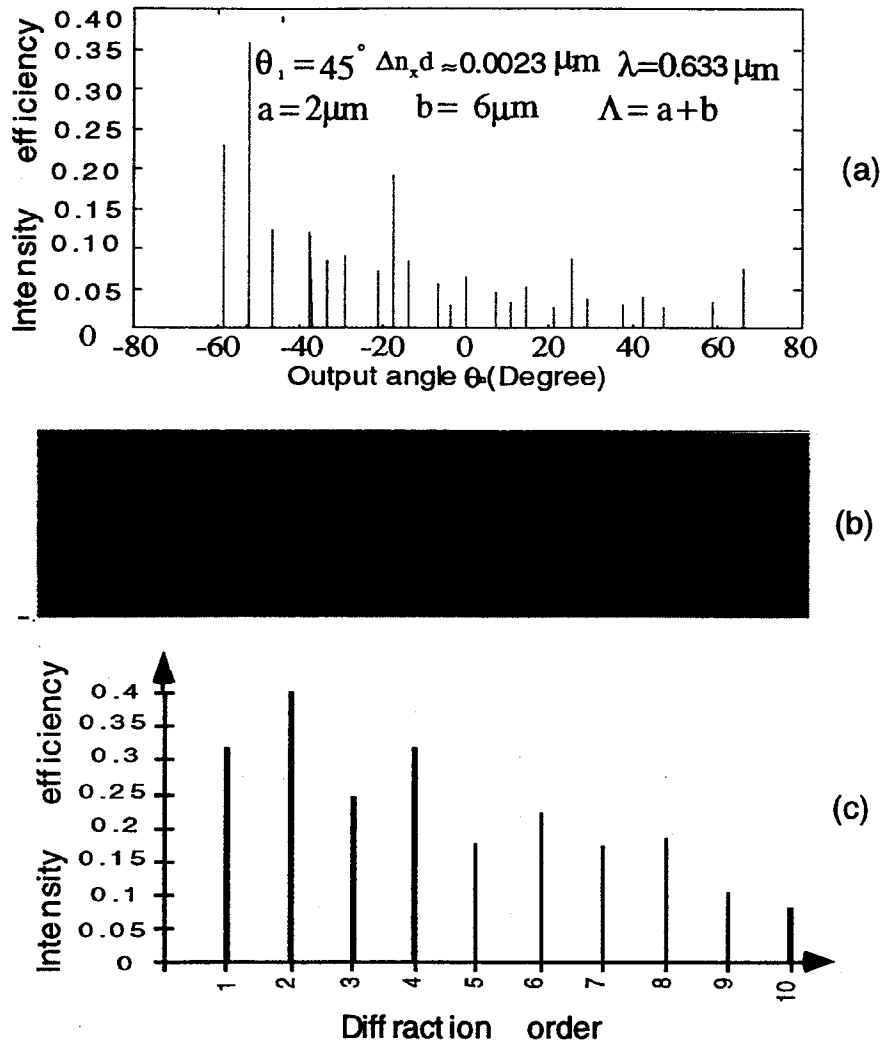 0.40
0.35
0.30
0.25
0.20
0.15
0.10
0.05
0
Intensity efficiency
θ₁ = 45° Δnₓd ≈ 0.0023 μm λ=0.633 μm
a = 2μm b = 6μm Λ = a+b
(a)
-80 -60 -40 -20 0 20 40 60 80
Output angle (Degree)
(b)
0.4
0.35
0.3
0.25
0.2
0.15
0.1
0.05
0
Intensity efficiency
(c)
1 2 3 4 5 6 7 8 9 10
Diffraction order